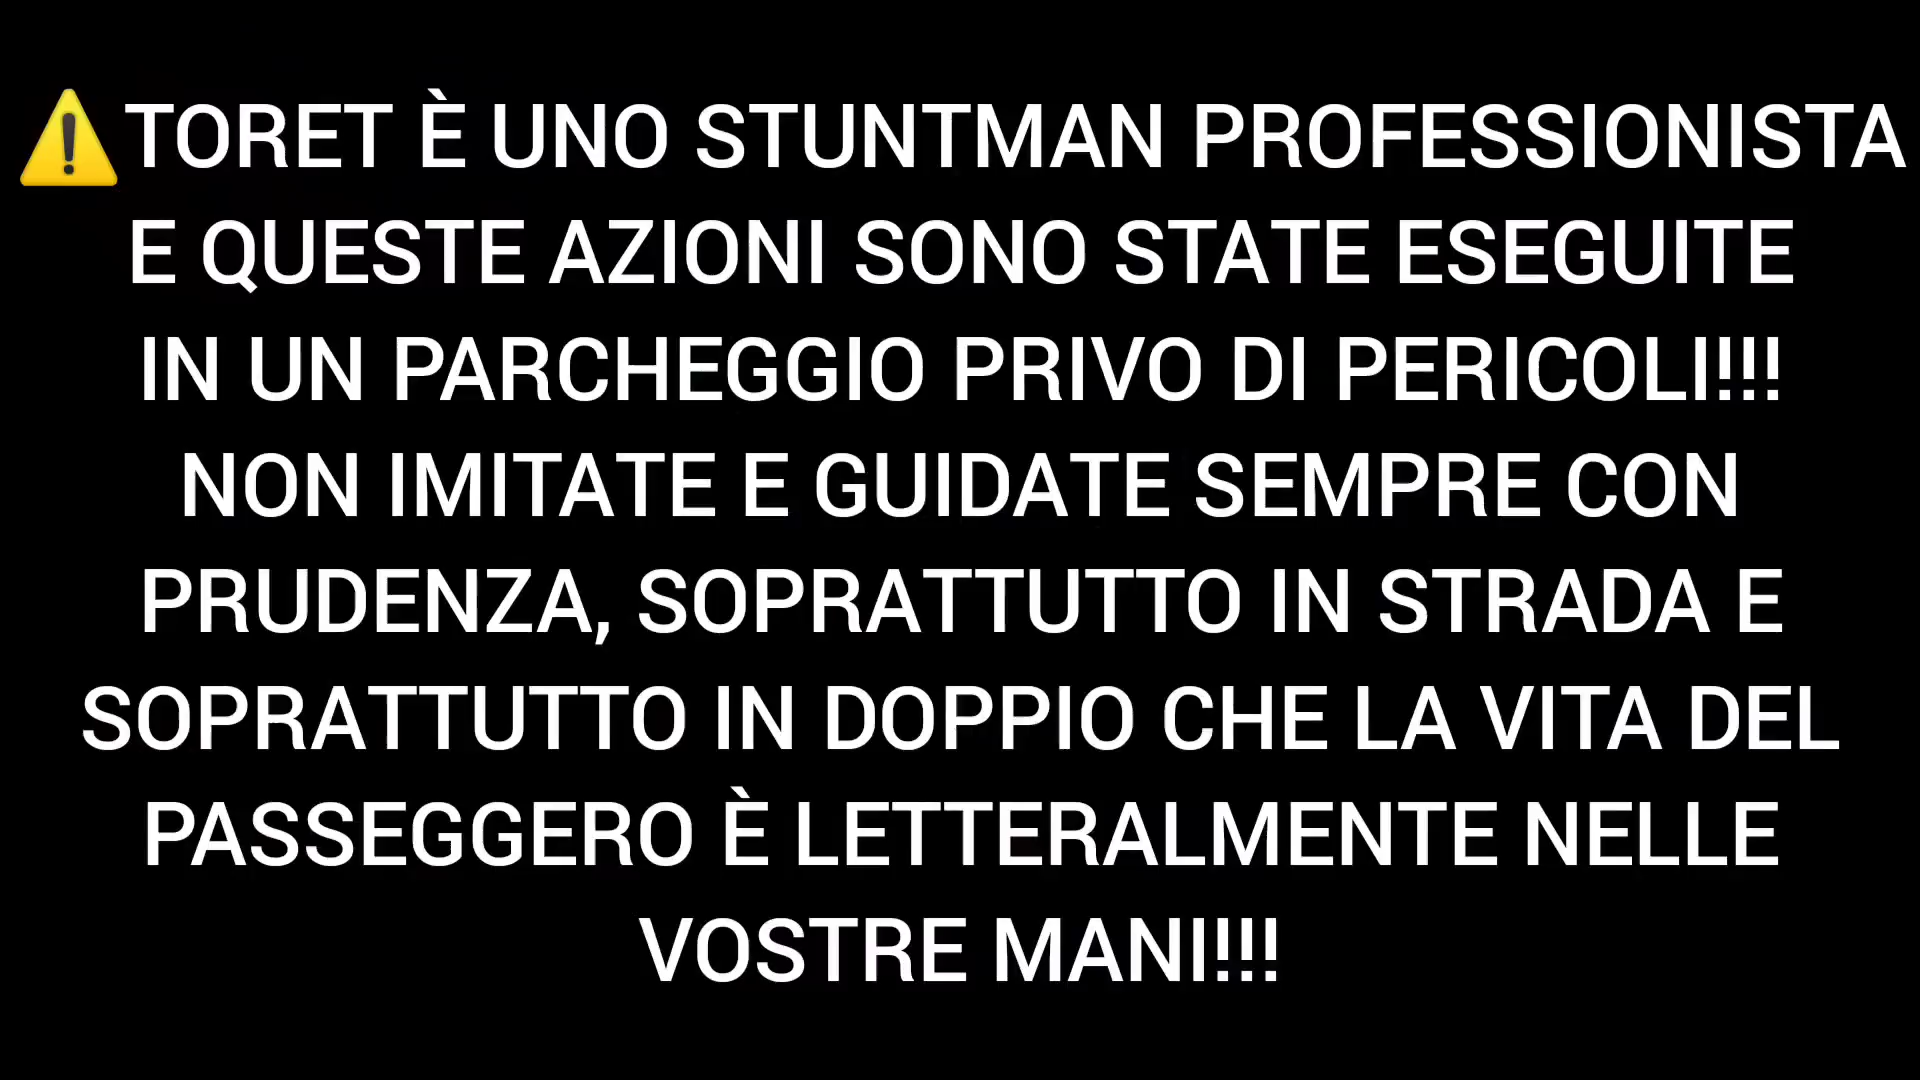 ⚠️TORET È UNO STUNTMAN PROFESSIONISTA
E QUESTE AZIONI SONO STATE ESEGUITE
IN UN PARCHEGGIO PRIVO DI PERICOLI!!!
NON IMITATE E GUIDATE SEMPRE CON
PRUDENZA, SOPRATTUTTO IN STRADA E
SOPRATTUTTO IN DOPPIO CHE LA VITA DEL
PASSEGGERO È LETTERALMENTE NELLE
VOSTRE MANI!!!